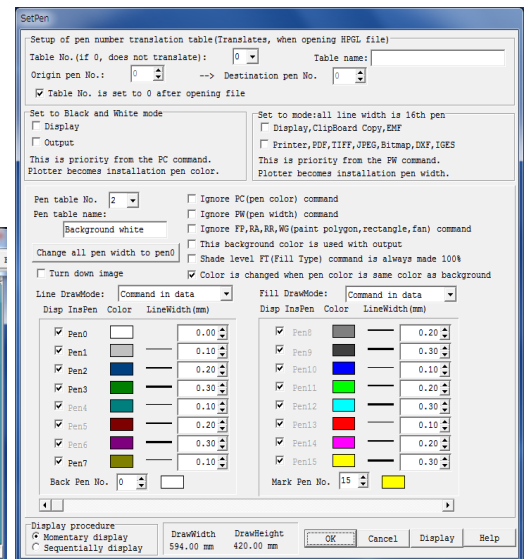 SetPen
Setup of pen number translation table(Translates, when opening HPGL file)
Table No.(if 0, does not translate): 0 Table name:
Origin pen No.: 0 --> Destination pen No. 0
Table No. is set to 0 after opening file
Set to Black and White mode
Display
Output
This is priority from the PC command.
Plotter becomes installation pen color.
Set to mode:all line width is 16th pen
Display,ClipBoard Copy,EMF
Printer,PDF,TIFF,JPEG,Bitmap,DXF,IGES
This is priority from the PW command.
Plotter becomes installation pen width.
Pen table No. 2
Pen table name:
Background white
Change all pen width to pen0
Turn down image
Ignore PC(pen color) command
Ignore PW(pen width) command
Ignore FP,RA,RR,WG(paint polygon,rectangle,fan) command
This background color is used with output
Shade level FT(Fill Type) command is always made 100%
Color is changed when pen color is same color as background
Line DrawMode: Command in data
Disp InsPen Color LineWidth(mm)
Pen0 0.00
Pen1 0.10
Pen2 0.20
Pen3 0.30
Pen4 0.10
Pen5 0.20
Pen6 0.30
Pen7 0.10
Back Pen No. 0
Fill DrawMode: Command in data
Disp InsPen Color LineWidth(mm)
Pen8 0.20
Pen9 0.30
Pen10 0.10
Pen11 0.20
Pen12 0.30
Pen13 0.10
Pen14 0.20
Pen15 0.30
Mark Pen No. 15
Display procedure
Momentary display
Sequentially display
DrawWidth DrawHeight
594.00 mm 420.00 mm
OK Cancel Display Help